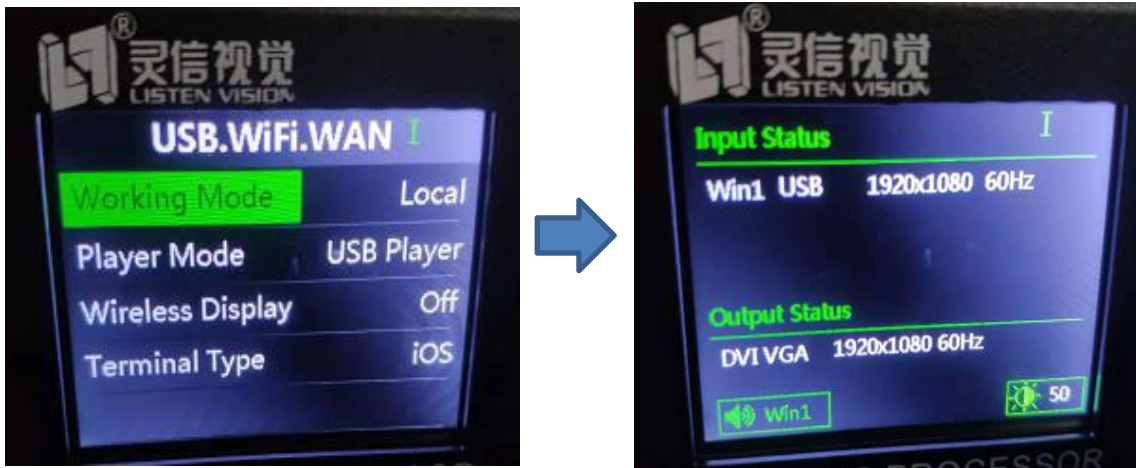 灵信视觉
LISTEN VISION
USB.WiFi.WAN I
Working Mode Local
Player Mode USB Player
Wireless Display Off
Terminal Type iOS
灵信视觉
LISTEN VISION
Input Status I
Win1 USB 1920x1080 60Hz
Output Status
DVI VGA 1920x1080 60Hz
Win1 50
PROCESSOR